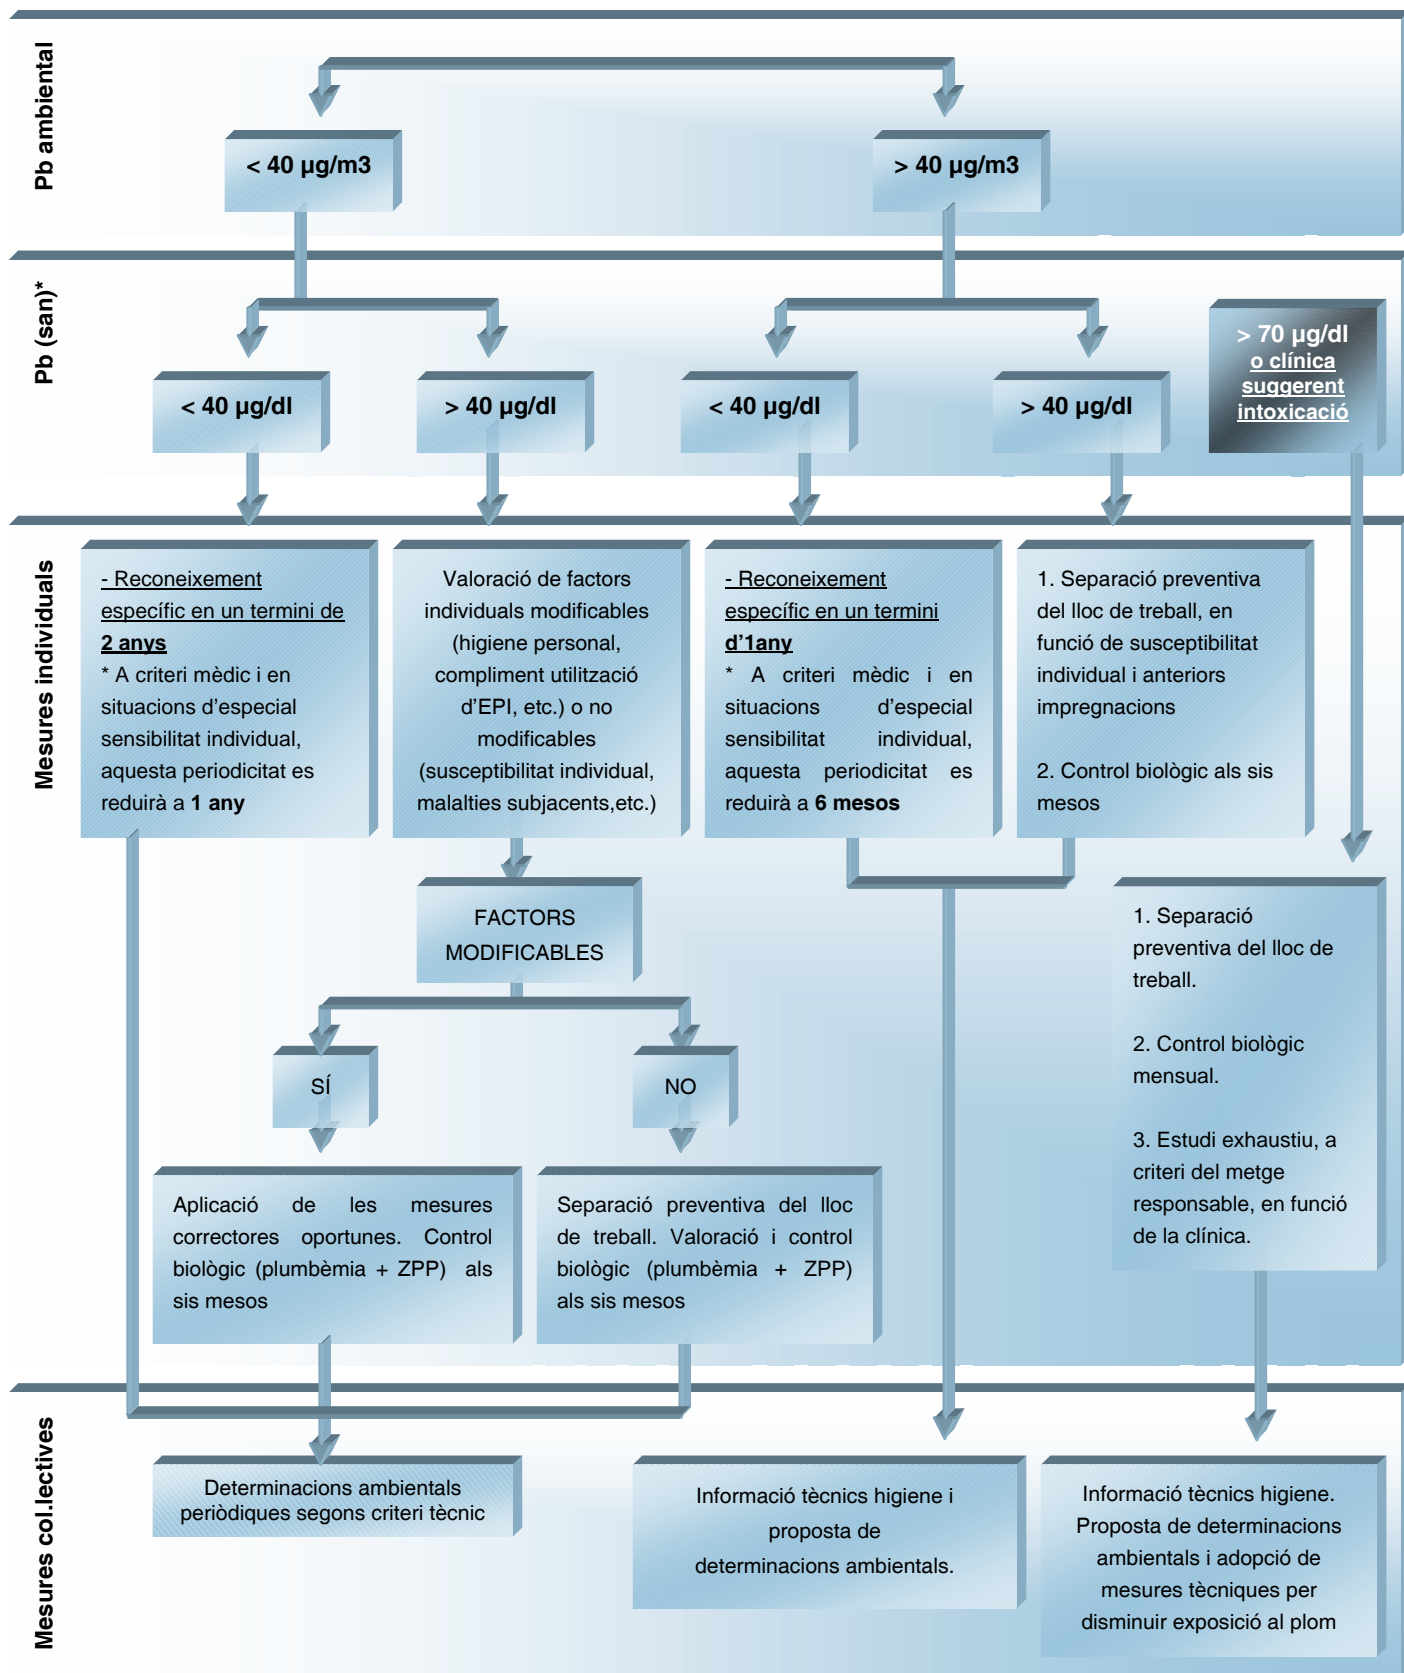 Pb ambiental
< 40 µg/m3
> 40 µg/m3
Pb (san)*
< 40 µg/dl
> 40 µg/dl
< 40 µg/dl
> 40 µg/dl
> 70 µg/dl
o clínica
suggerent
intoxicació
Mesures individuals
- Reconeixement
específic en un termini de
2 anys
* A criteri mèdic i en
situacions d'especial
sensibilitat individual,
aquesta periodicitat es
reduirà a 1 any
Valoració de factors
individuals modificables
(higiene personal,
compliment utilització
d'EPI, etc.) o no
modificables
(susceptibilitat individual,
malalties subjacents,etc.)
- Reconeixement
específic en un termini
d'1any
* A criteri mèdic i en
situacions d'especial
sensibilitat individual,
aquesta periodicitat es
reduirà a 6 mesos
1. Separació preventiva
del lloc de treball, en
funció de susceptibilitat
individual i anteriors
impregnacions
2. Control biològic als sis
mesos
FACTORS
MODIFICABLES
SÍ
NO
Aplicació de les mesures
correctores oportunes. Control
biològic (plumbèmia + ZPP) als
sis mesos
Separació preventiva del lloc
de treball. Valoració i control
biològic (plumbèmia + ZPP)
als sis mesos
1. Separació
preventiva del lloc de
treball.
2. Control biològic
mensual.
3. Estudi exhaustiu, a
criteri del metge
responsable, en funció
de la clínica.
Mesures col.lectives
Determinacions ambientals
periòdiques segons criteri tècnic
Informació tècnics higiene i
proposta de
determinacions ambientals.
Informació tècnics higiene.
Proposta de determinacions
ambientals i adopció de
mesures tècniques per
disminuir exposició al plom